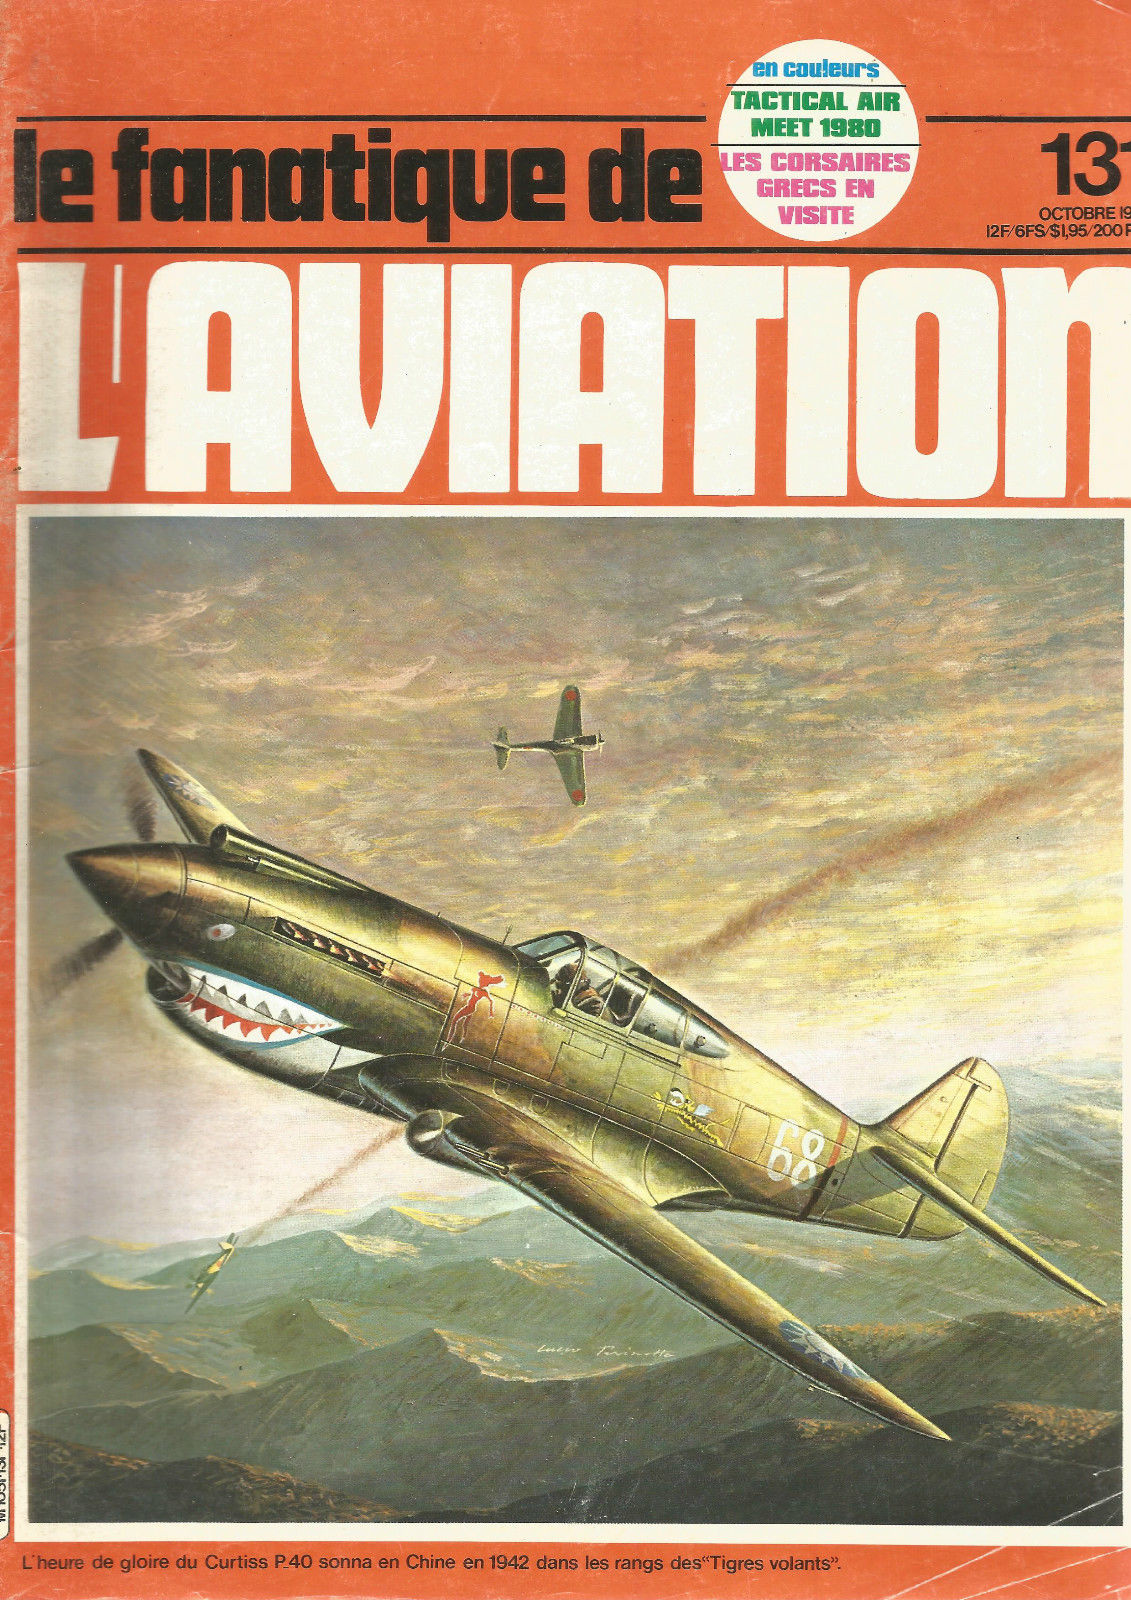 en couleurs
TACTICAL AIR
MEET 1980
LES CORSAIRES
GRECS EN
VISITE
le fanatique de
131
OCTOBRE 19
12F/6FS/$1,95/200F
L'AVIATION
68
L'heure de gloire du Curtiss P.40 sonna en Chine en 1942 dans les rangs des "Tigres volants".